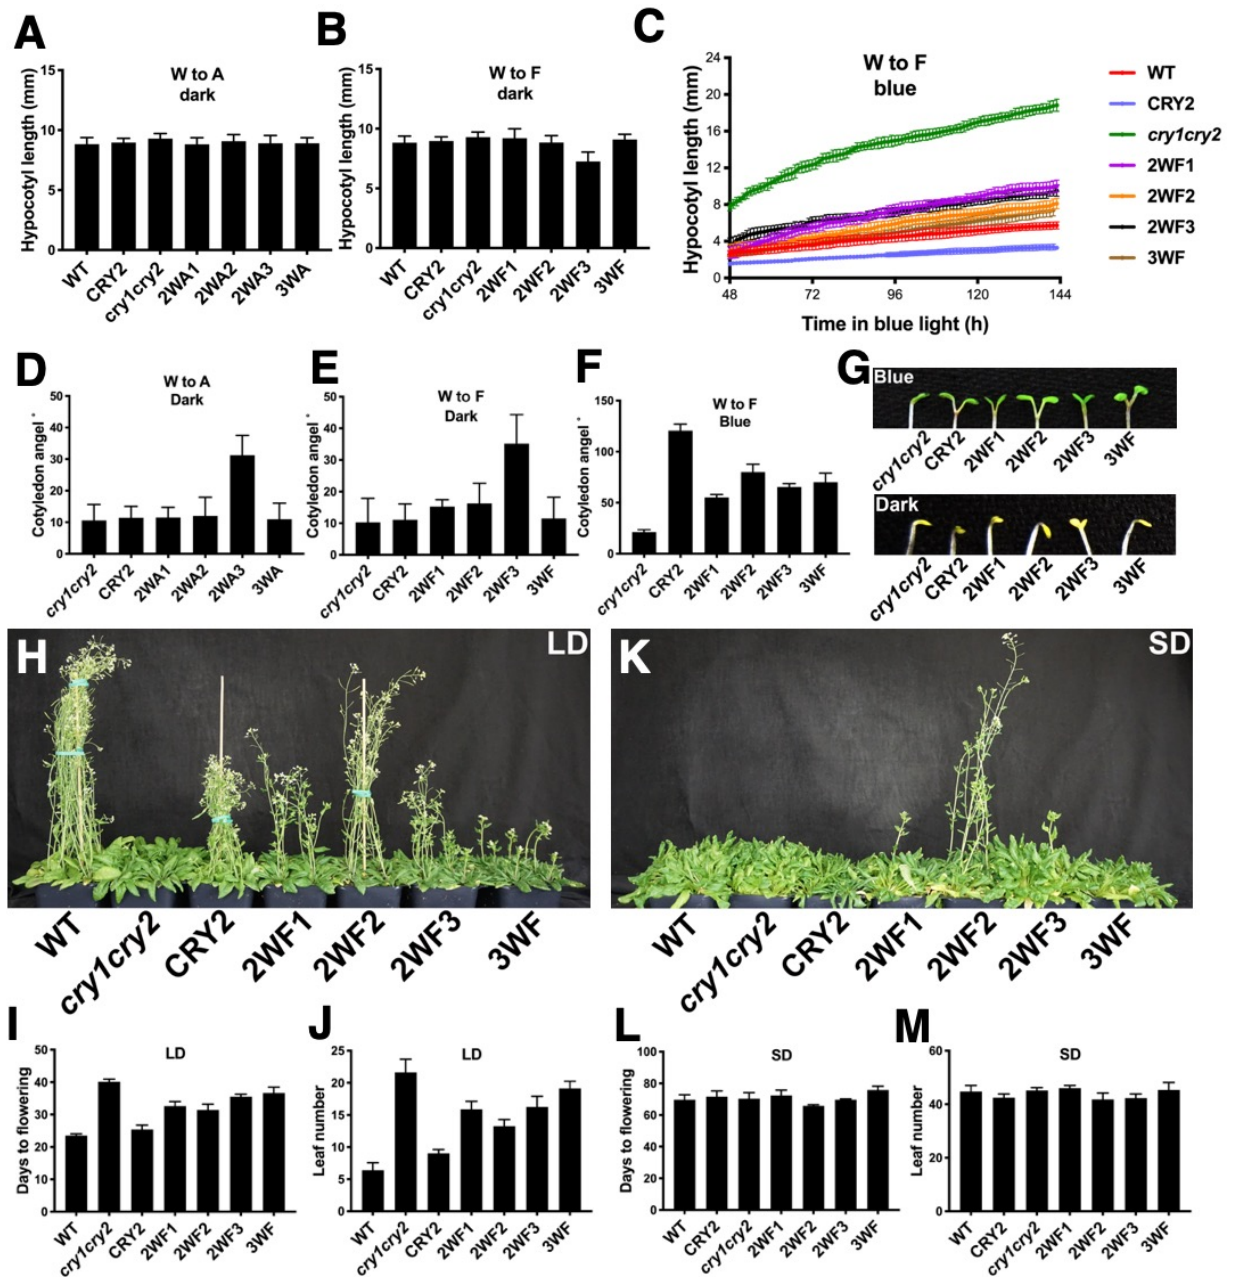 A
W to A
dark
Hypocotyl length (mm)
15
10
5
0
WT
CRY2
cry1cry2
2WA1
2WA2
2WA3
3WA
B
W to F
dark
Hypocotyl length (mm)
15
10
5
0
WT
CRY2
cry1cry2
2WF1
2WF2
2WF3
3WF
C
W to F
blue
Hypocotyl length (mm)
24
20
16
12
8
4
0
48
72
96
120
144
Time in blue light (h)
WT
CRY2
cry1cry2
2WF1
2WF2
2WF3
3WF
D
W to A
Dark
Cotyledon angel °
50
40
30
20
10
0
cry1cry2
CRY2
2WA1
2WA2
2WA3
3WA
E
W to F
Dark
Cotyledon angel °
50
40
30
20
10
0
cry1cry2
CRY2
2WF1
2WF2
2WF3
3WF
F
W to F
Blue
Cotyledon angel °
150
100
50
0
cry1cry2
CRY2
2WF1
2WF2
2WF3
3WF
G
Blue
cry1cry2
CRY2
2WF1
2WF2
2WF3
3WF
Dark
cry1cry2
CRY2
2WF1
2WF2
2WF3
3WF
H
LD
WT
cry1cry2
CRY2
2WF1
2WF2
2WF3
3WF
K
SD
WT
cry1cry2
CRY2
2WF1
2WF2
2WF3
3WF
I
LD
Days to flowering
50
40
30
20
10
0
WT
cry1cry2
CRY2
2WF1
2WF2
2WF3
3WF
J
LD
Leaf number
25
20
15
10
5
0
WT
cry1cry2
CRY2
2WF1
2WF2
2WF3
3WF
L
SD
Days to flowering
100
80
60
40
20
0
WT
CRY2
cry1cry2
2WF1
2WF2
2WF3
3WF
M
SD
Leaf number
60
40
20
0
WT
CRY2
cry1cry2
2WF1
2WF2
2WF3
3WF